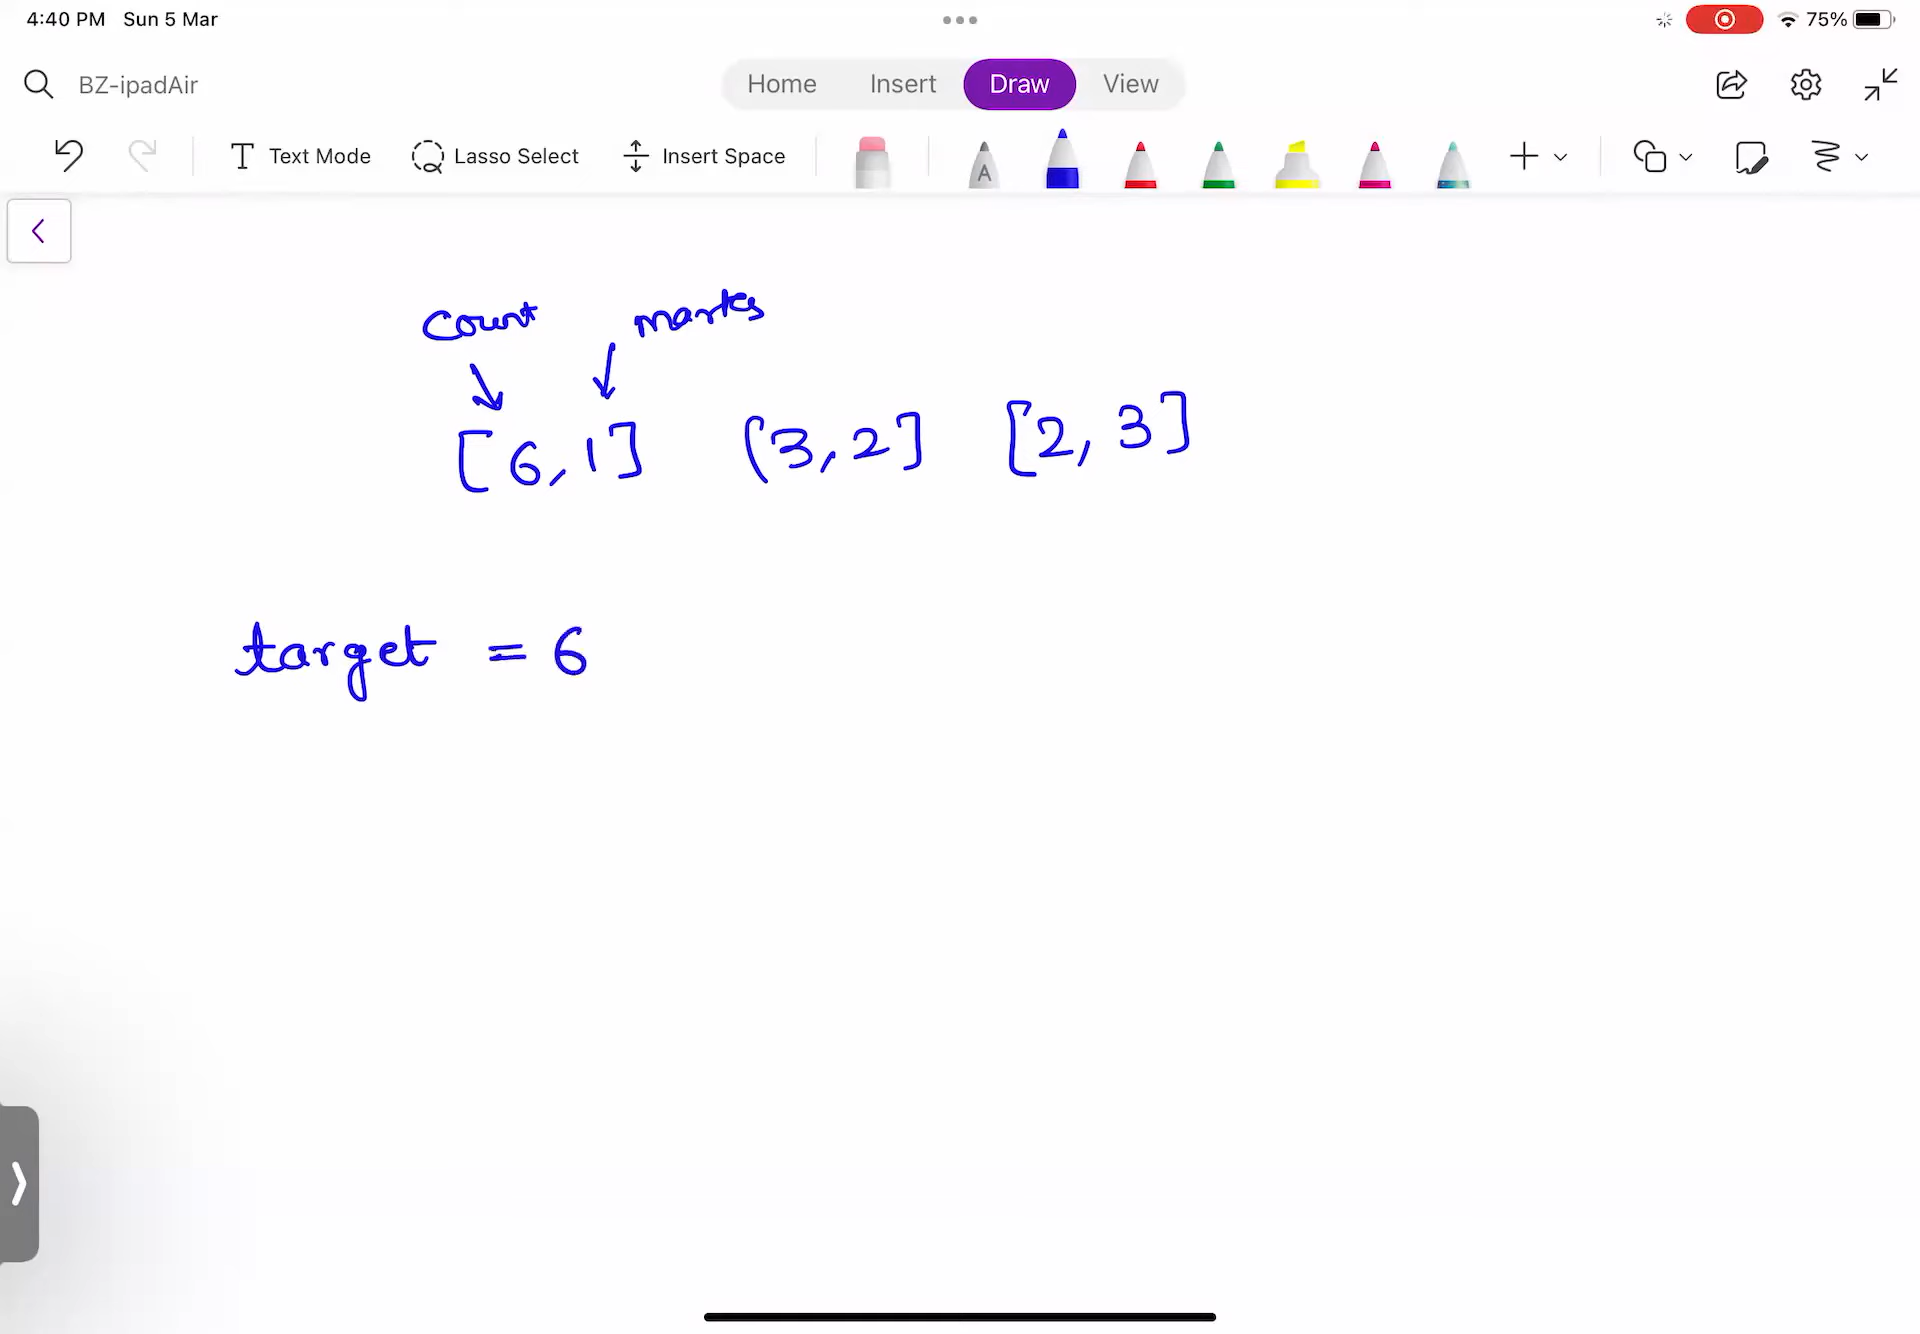 4:40 PM Sun 5 Mar 75%
BZ-ipadAir Home Insert Draw View
Text Mode Lasso Select Insert Space A
count marks
[6,1] (3,2] [2,3]
target = 6